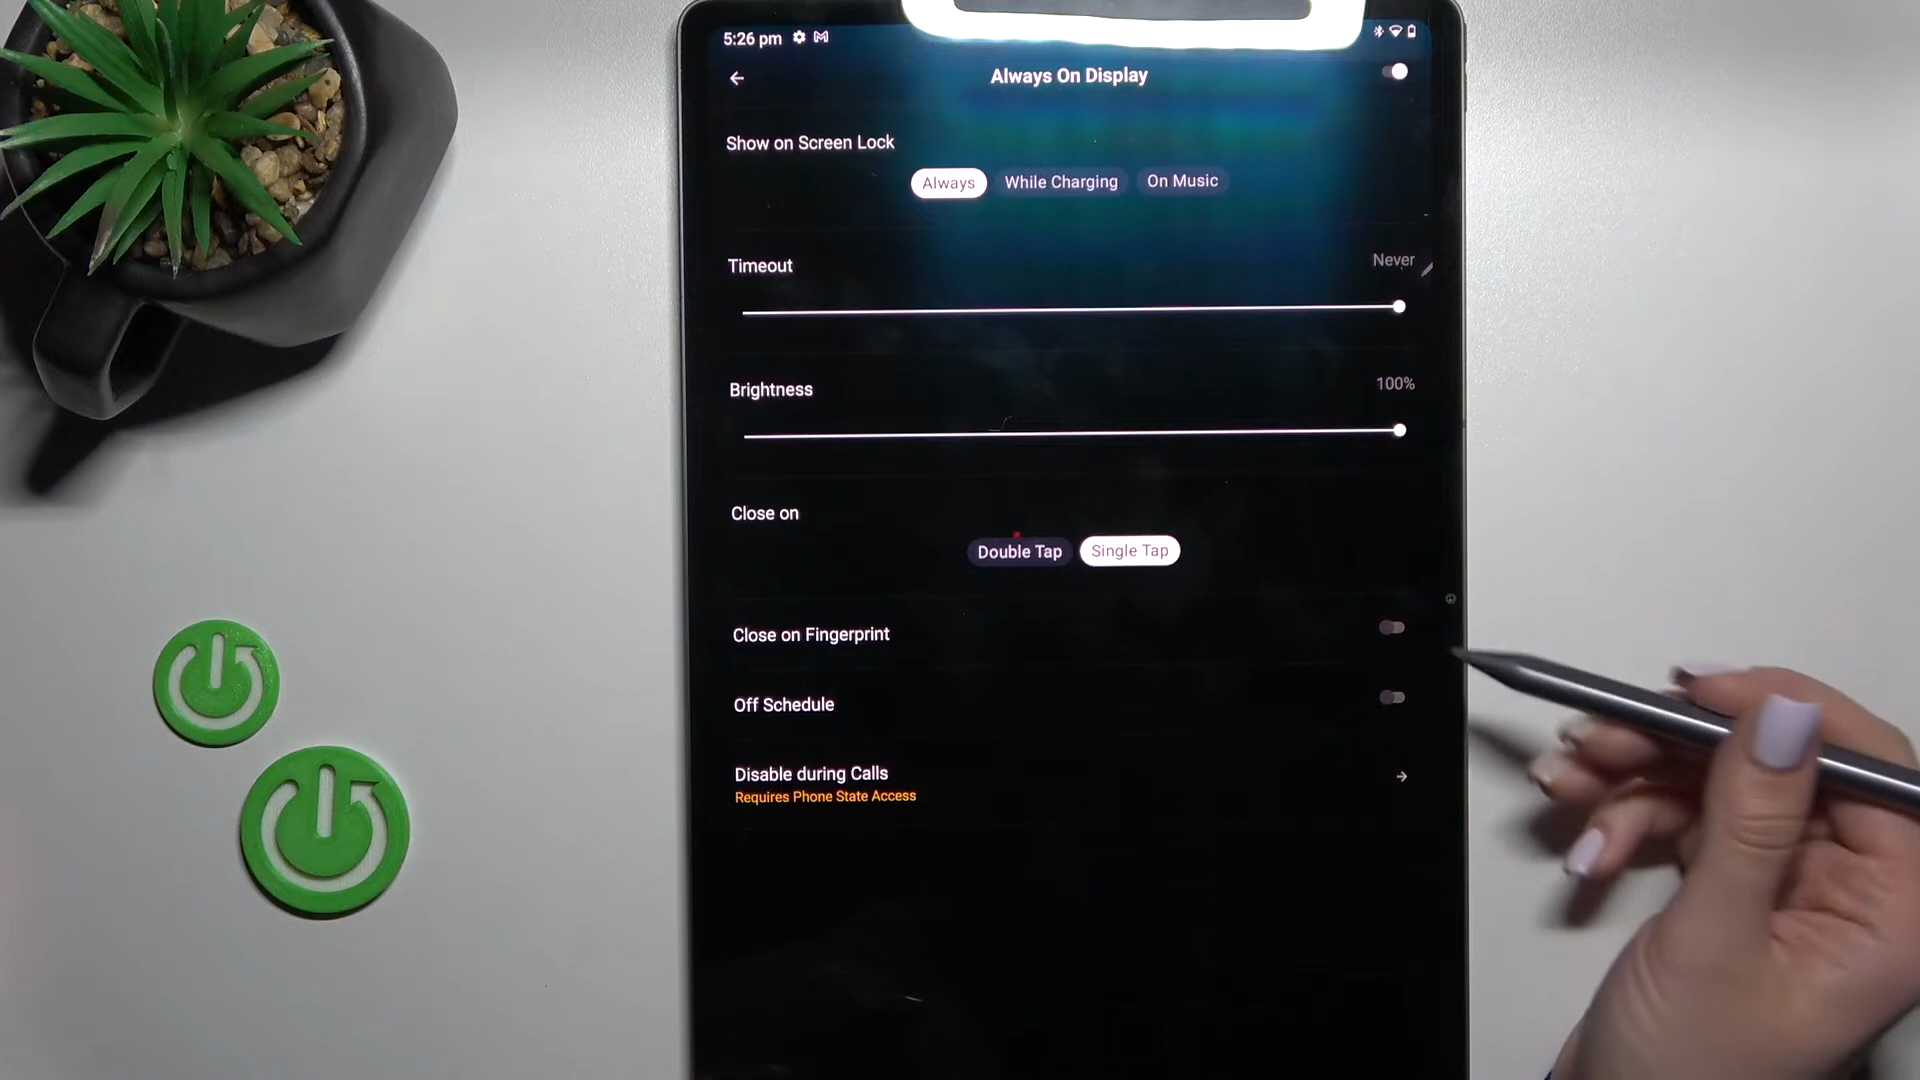 5:26 pm
Always On Display
Show on Screen Lock
Always While Charging On Music
Timeout Never
Brightness 100%
Close on
Double Tap Single Tap
Close on Fingerprint
Off Schedule
Disable during Calls
Requires Phone State Access